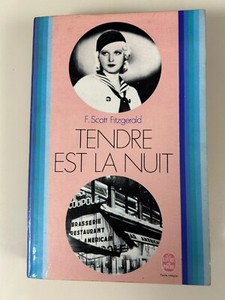 F. Scott Fitzgerald
TENDRE
EST LA NUIT
BRASSERIE
RESTAURANT
AMERICAIN